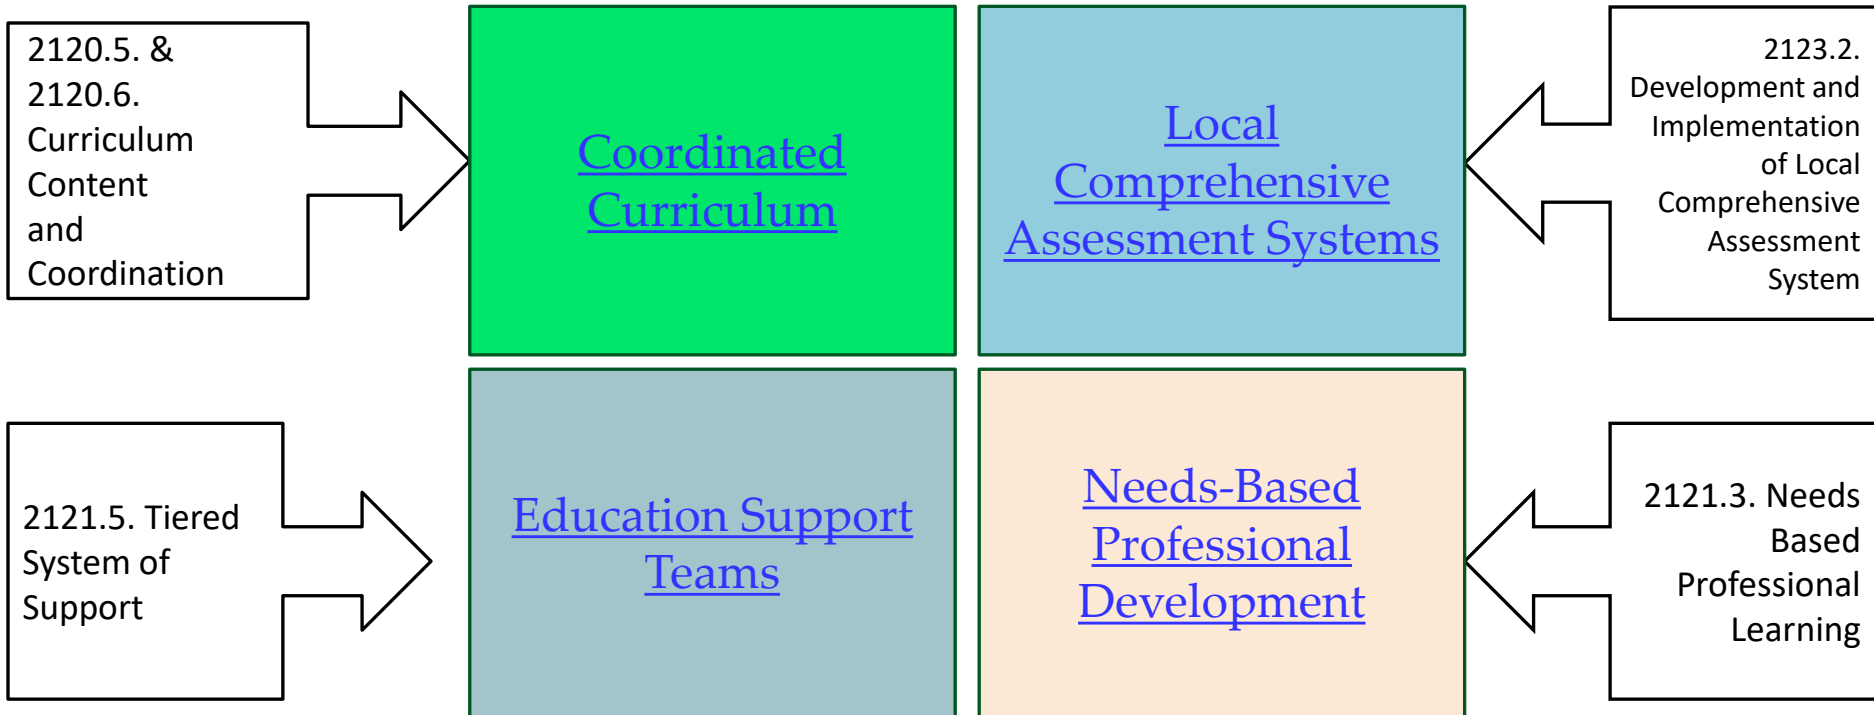 2120.5. &
2120.6.
Curriculum
Content
and
Coordination
Coordinated
Curriculum
Local
Comprehensive
Assessment Systems
2123.2.
Development and
Implementation
of Local
Comprehensive
Assessment
System
2121.5. Tiered
System of
Support
Education Support
Teams
Needs-Based
Professional
Development
2121.3. Needs
Based
Professional
Learning